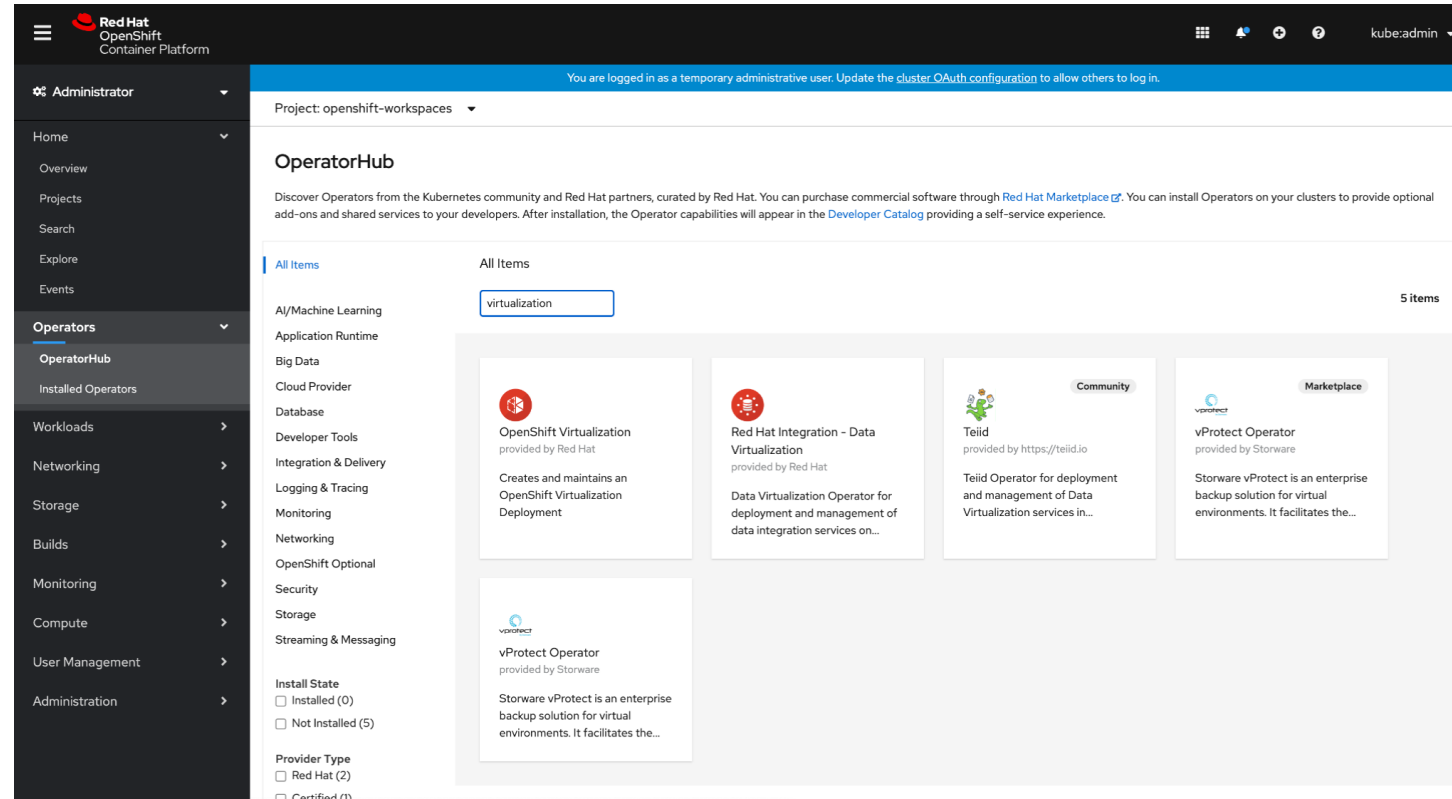 Red Hat
OpenShift
Container Platform
kube:admin
You are logged in as a temporary administrative user. Update the cluster OAuth configuration to allow others to log in.
Administrator
Project: openshift-workspaces
Home
Overview
Projects
Search
Explore
Events
Operators
OperatorHub
Installed Operators
Workloads
Networking
Storage
Builds
Monitoring
Compute
User Management
Administration
OperatorHub
Discover Operators from the Kubernetes community and Red Hat partners, curated by Red Hat. You can purchase commercial software through Red Hat Marketplace. You can install Operators on your clusters to provide optional
add-ons and shared services to your developers. After installation, the Operator capabilities will appear in the Developer Catalog providing a self-service experience.
All Items
AI/Machine Learning
Application Runtime
Big Data
Cloud Provider
Database
Developer Tools
Integration & Delivery
Logging & Tracing
Monitoring
Networking
OpenShift Optional
Security
Storage
Streaming & Messaging
Install State
Installed (0)
Not Installed (5)
Provider Type
Red Hat (2)
Certified (1)
All Items
virtualization
5 items
OpenShift Virtualization
provided by Red Hat
Creates and maintains an
OpenShift Virtualization
Deployment
Red Hat Integration - Data
Virtualization
provided by Red Hat
Data Virtualization Operator for
deployment and management of
data integration services on...
Community
Teiid
provided by https://teiid.io
Teiid Operator for deployment
and management of Data
Virtualization services in...
Marketplace
vprotect
vProtect Operator
provided by Storware
Storware vProtect is an enterprise
backup solution for virtual
environments. It facilitates the...
vprotect
vProtect Operator
provided by Storware
Storware vProtect is an enterprise
backup solution for virtual
environments. It facilitates the...